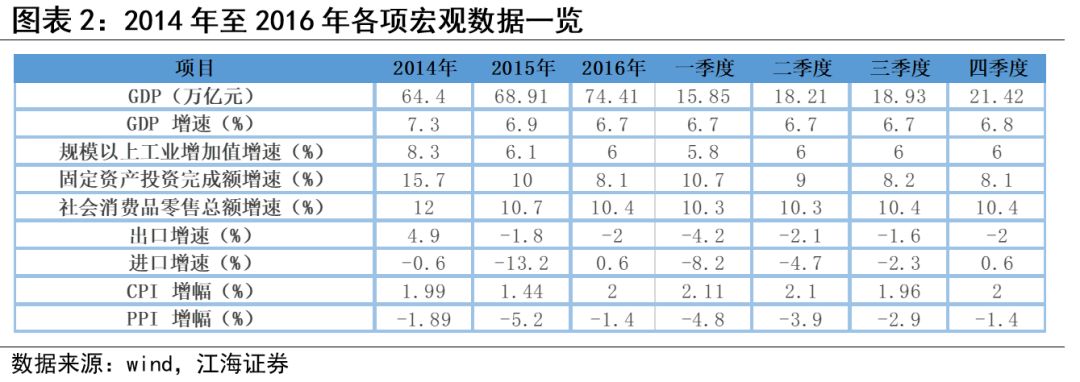 图表 2：2014 年至 2016 年各项宏观数据一览
项目 2014年 2015年 2016年 一季度 二季度 三季度 四季度
GDP（万亿元） 64.4 68.91 74.41 15.85 18.21 18.93 21.42
GDP 增速（%） 7.3 6.9 6.7 6.7 6.7 6.7 6.8
规模以上工业增加值增速（%） 8.3 6.1 6 5.8 6 6 6
固定资产投资完成额增速（%） 15.7 10 8.1 10.7 9 8.2 8.1
社会消费品零售总额增速（%） 12 10.7 10.4 10.3 10.3 10.4 10.4
出口增速（%） 4.9 -1.8 -2 -4.2 -2.1 -1.6 -2
进口增速（%） -0.6 -13.2 0.6 -8.2 -4.7 -2.3 0.6
CPI 增幅（%） 1.99 1.44 2 2.11 2.1 1.96 2
PPI 增幅（%） -1.89 -5.2 -1.4 -4.8 -3.9 -2.9 -1.4
数据来源：wind，江海证券